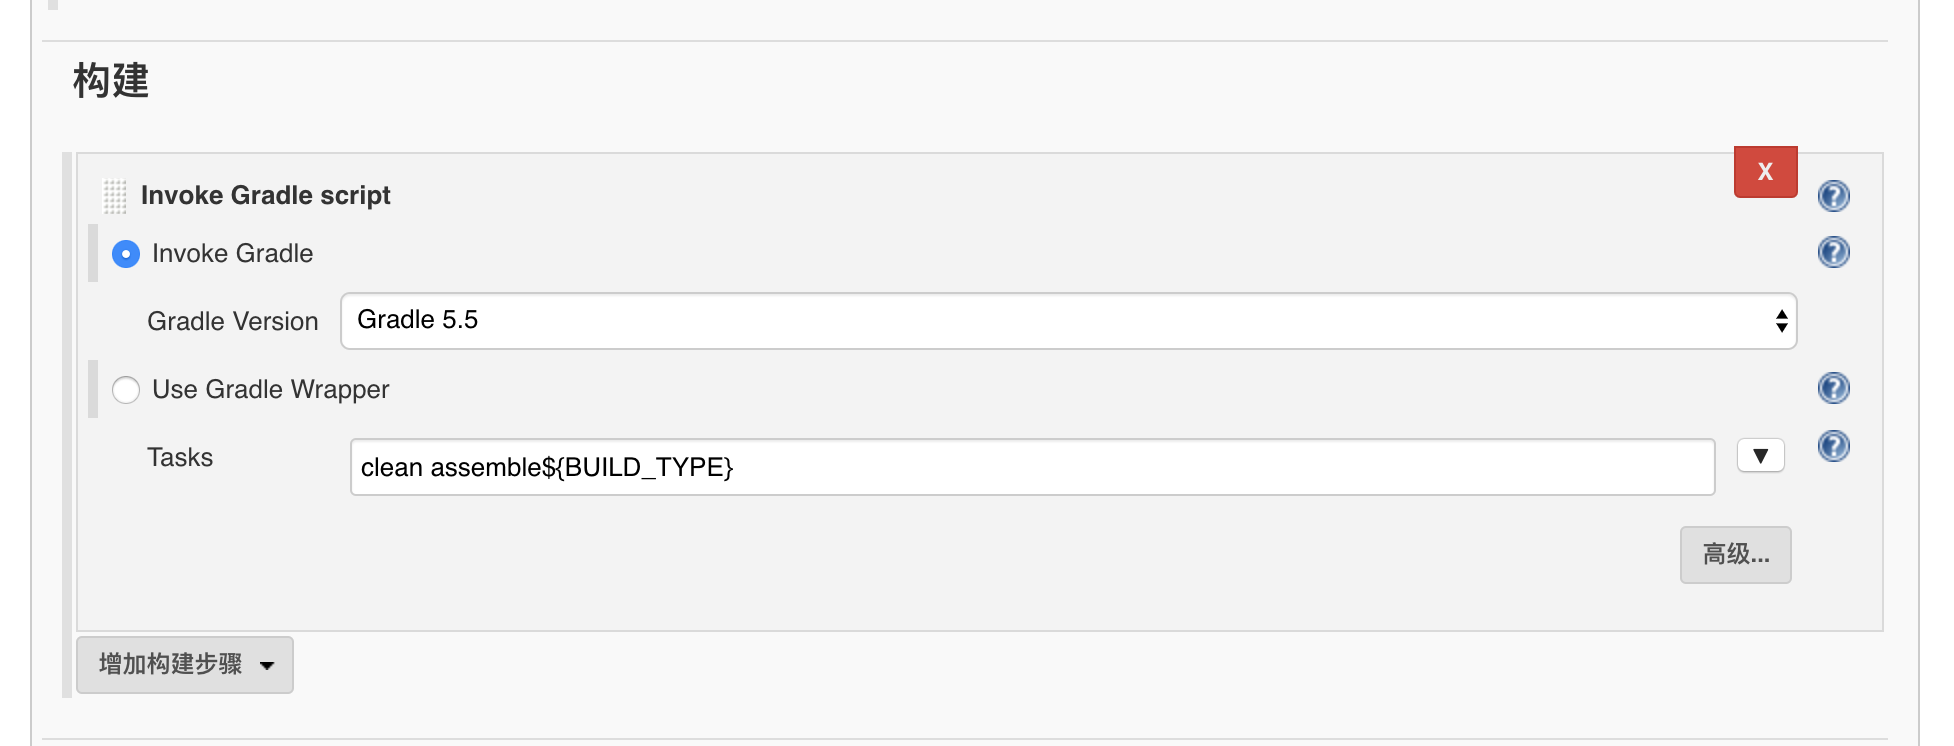 构建
X
Invoke Gradle script
Invoke Gradle
Gradle Version Gradle 5.5
Use Gradle Wrapper
Tasks clean assemble${BUILD_TYPE}
高级...
增加构建步骤